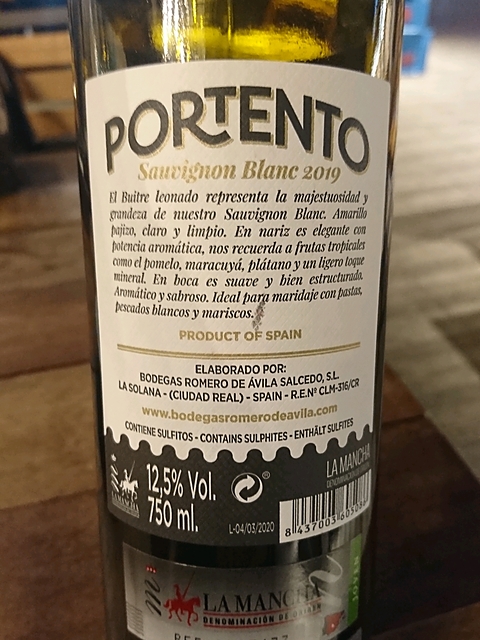 PORTENTO
Sauvignon Blanc 2019
El Buitre leonado representa la majestuosidad y
grandeza de nuestro Sauvignon Blanc. Amarillo
pajizo, claro y limpio. En nariz es elegante con
potencia aromática, nos recuerda a frutas tropicales
como el pomelo, maracuyá, plátano y un ligero toque
mineral. En boca es suave y bien estructurado.
Aromático y sabroso. Ideal para maridaje con pastas,
pescados blancos y mariscos.
PRODUCT OF SPAIN
ELABORADO POR:
BODEGAS ROMERO DE ÁVILA SALCEDO, S.L.
LA SOLANA - (CIUDAD REAL) - SPAIN - R.E.Nº CLM-316/CR
www.bodegasromerodeavila.com
CONTIENE SULFITOS - CONTAINS SULPHITES - ENTHÄLT SULFITES
LA MANCHA
12,5% Vol.
750 ml.
L-04/03/2020
8 437003
LA MANCHA
DENOMINACIÓN DE ORIGEN